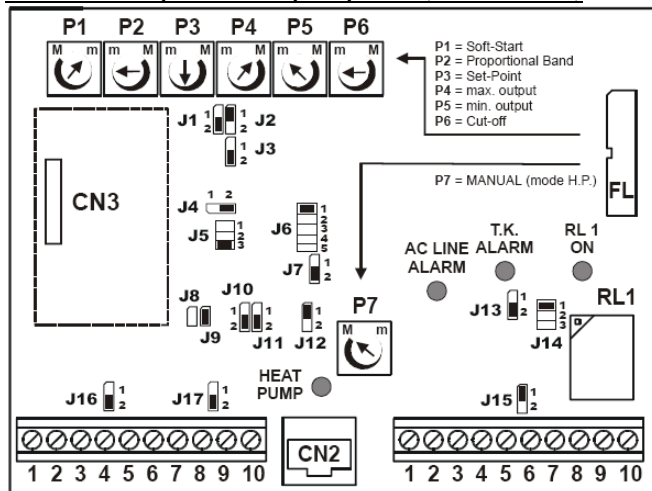 P1 P2 P3 P4 P5 P6
M m M m M m M m M m M m
P1 = Soft-Start
P2 = Proportional Band
P3 = Set-Point
P4 = max. output
P5 = min. output
P6 = Cut-off
P7 = MANUAL (mode H.P.)
FL
J1 1 2 J2 1 2
J3 1 2
CN3
J4 1 2
J5 1 2 3
J6 1 2 3 4 5
J7 1 2
AC LINE
ALARM
T.K.
ALARM
RL 1
ON
J8
J9
J10 1 2
J11 1 2
J12 1 2
P7
M m
J13 1 2
J14 1 2 3
RL1
HEAT
PUMP
J16 1 2
J17 1 2
J15 1 2
CN2
1 2 3 4 5 6 7 8 9 10
1 2 3 4 5 6 7 8 9 10